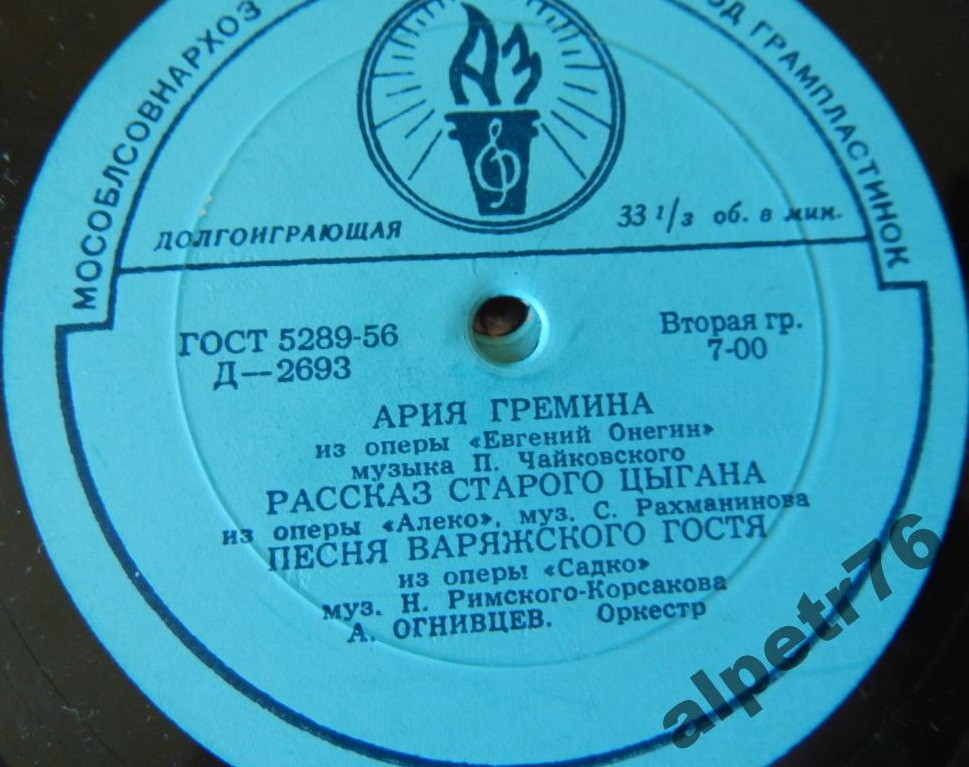 МОСОБЛСОВНАРХОЗ
ОД ГРАМПЛАСТИНОК
АЗ
ДОЛГОИГРАЮЩАЯ
33 1/3 об. в мин.
ГОСТ 5289-56
Д—2693
Вторая гр.
7-00
АРИЯ ГРЕМИНА
из оперы «Евгений Онегин»
музыка П. Чайковского
РАССКАЗ СТАРОГО ЦЫГАНА
из оперы «Алеко», муз. С. Рахманинова
ПЕСНЯ ВАРЯЖСКОГО ГОСТЯ
из оперы «Садко»
муз. Н. Римского-Корсакова
А. ОГНИВЦЕВ. Оркестр
alpetr76